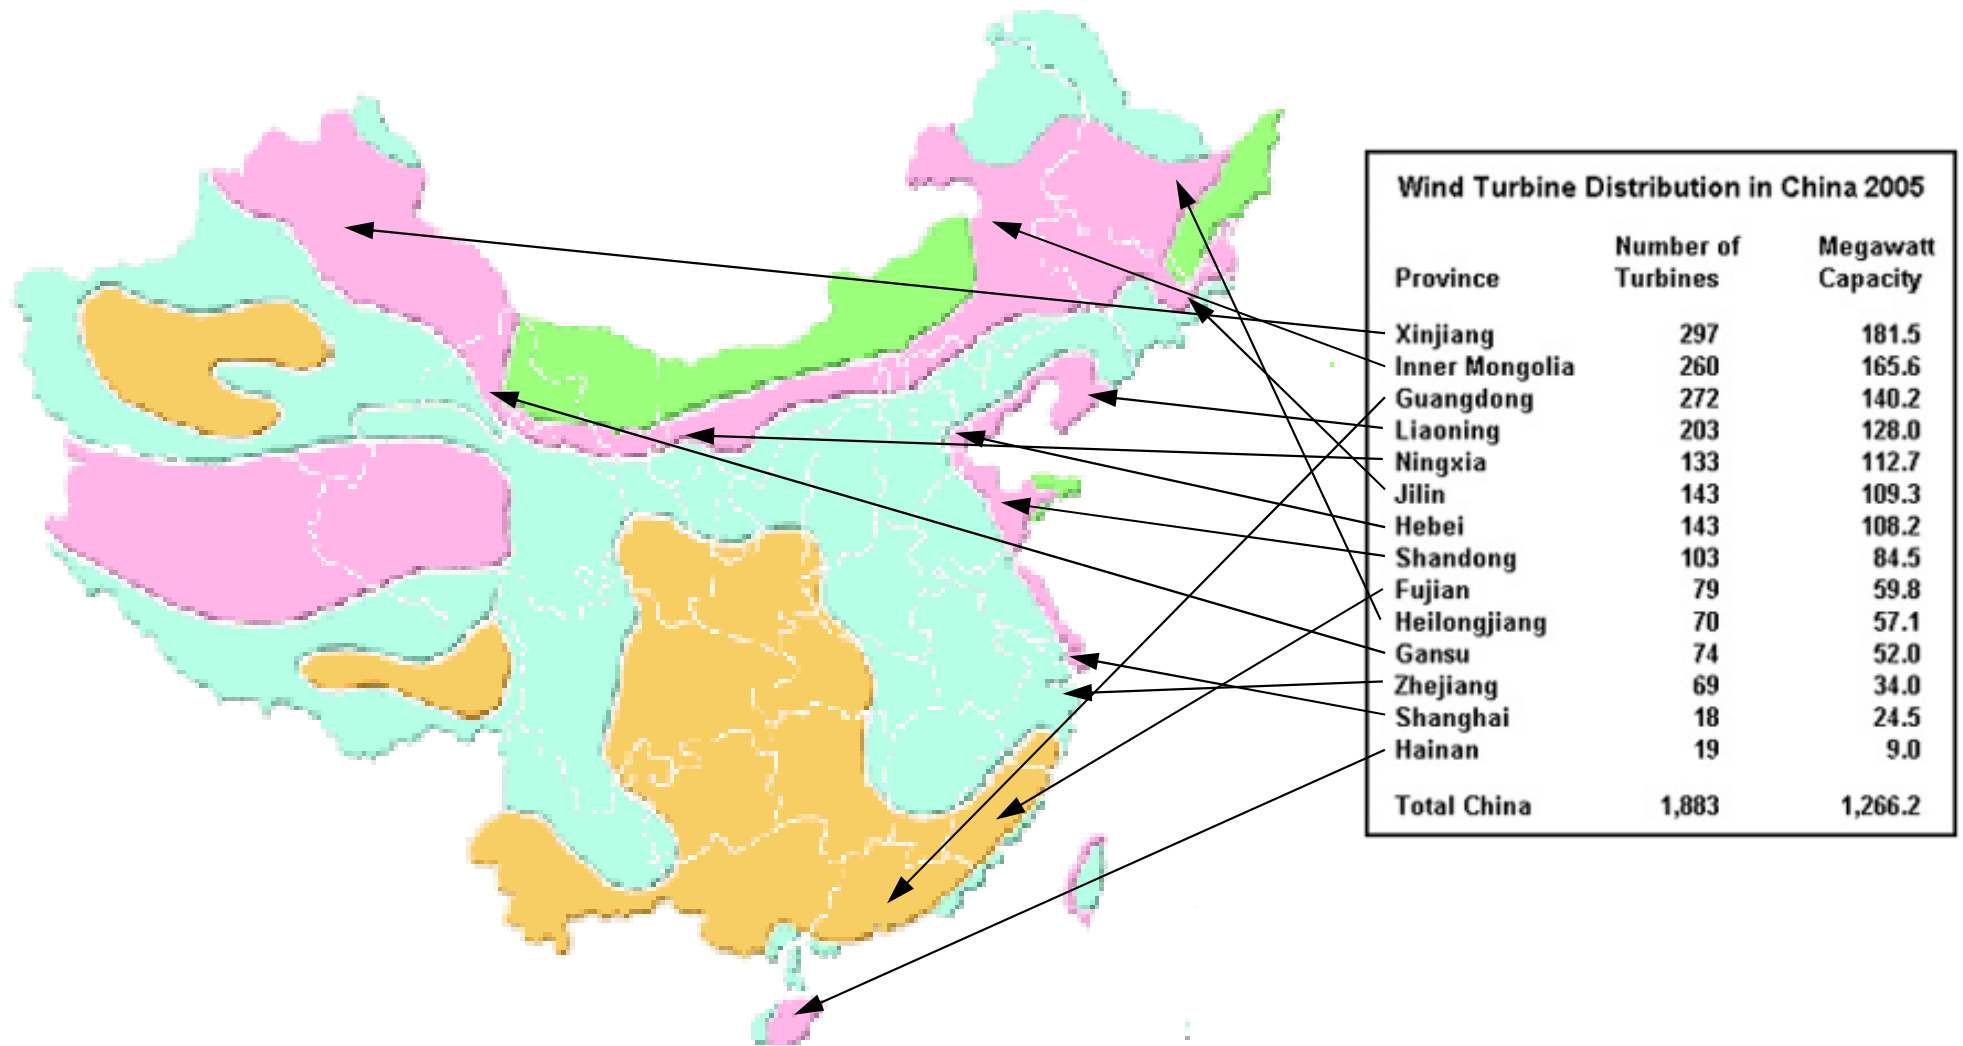 Wind Turbine Distribution in China 2005
Number of Megawatt
Province Turbines Capacity
Xinjiang 297 181.5
Inner Mongolia 260 165.6
Guangdong 272 140.2
Liaoning 203 128.0
Ningxia 133 112.7
Jilin 143 109.3
Hebei 143 108.2
Shandong 103 84.5
Fujian 79 59.8
Heilongjiang 70 57.1
Gansu 74 52.0
Zhejiang 69 34.0
Shanghai 18 24.5
Hainan 19 9.0
Total China 1,883 1,266.2